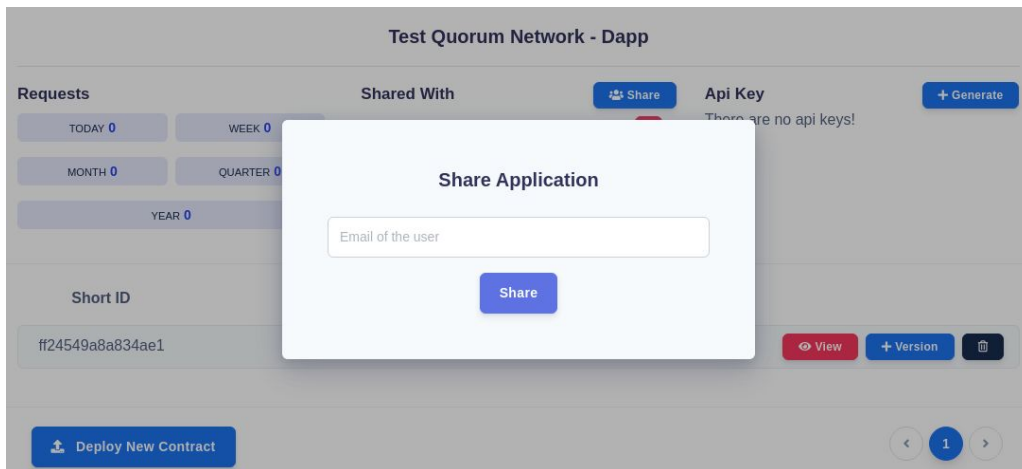 Test Quorum Network - Dapp
Requests
TODAY 0
WEEK 0
MONTH 0
QUARTER 0
YEAR 0
Shared With
Share
Api Key
+ Generate
There are no api keys!
Share Application
Email of the user
Share
Short ID
ff24549a8a834ae1
View
+ Version
Deploy New Contract
1